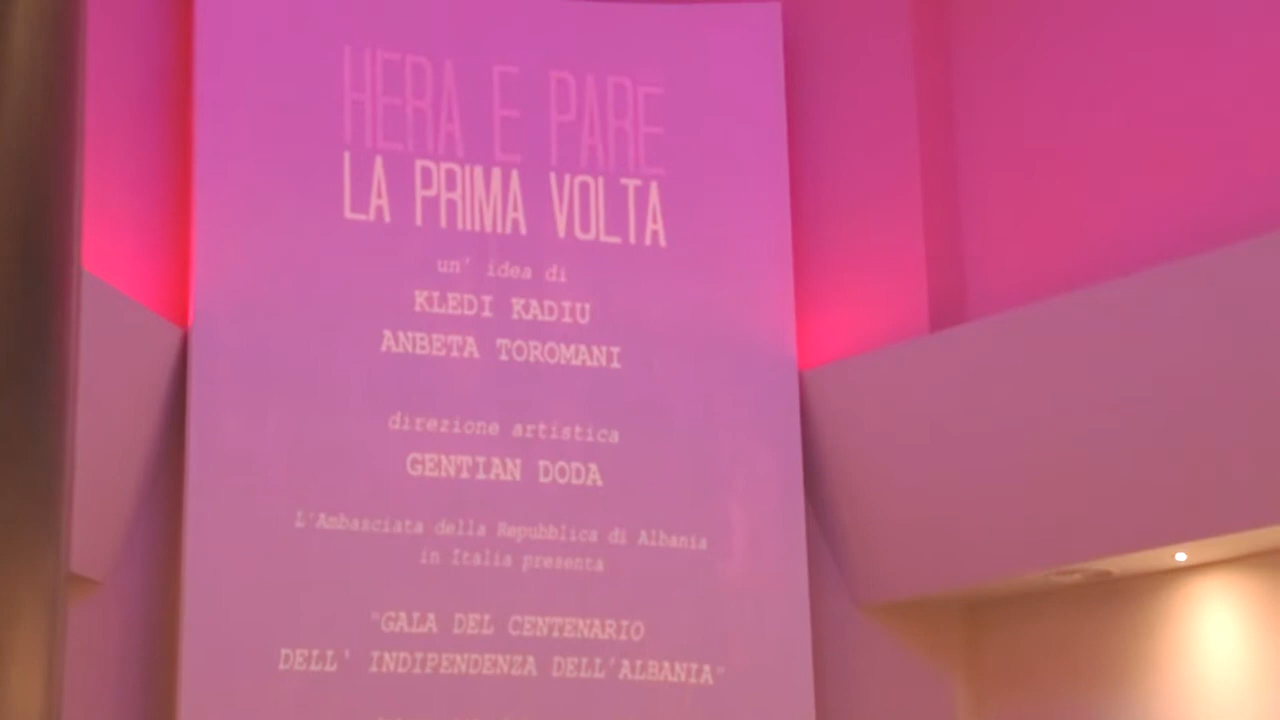 HERA E PARE
LA PRIMA VOLTA
un' idea di
KLEDI KADIU
ANBETA TOROMANI
direzione artistica
GENTIAN DODA
L'Ambasciata della Repubblica di Albania
in Italia presenta
"GALA DEL CENTENARIO
DELL' INDIPENDENZA DELL'ALBANIA"